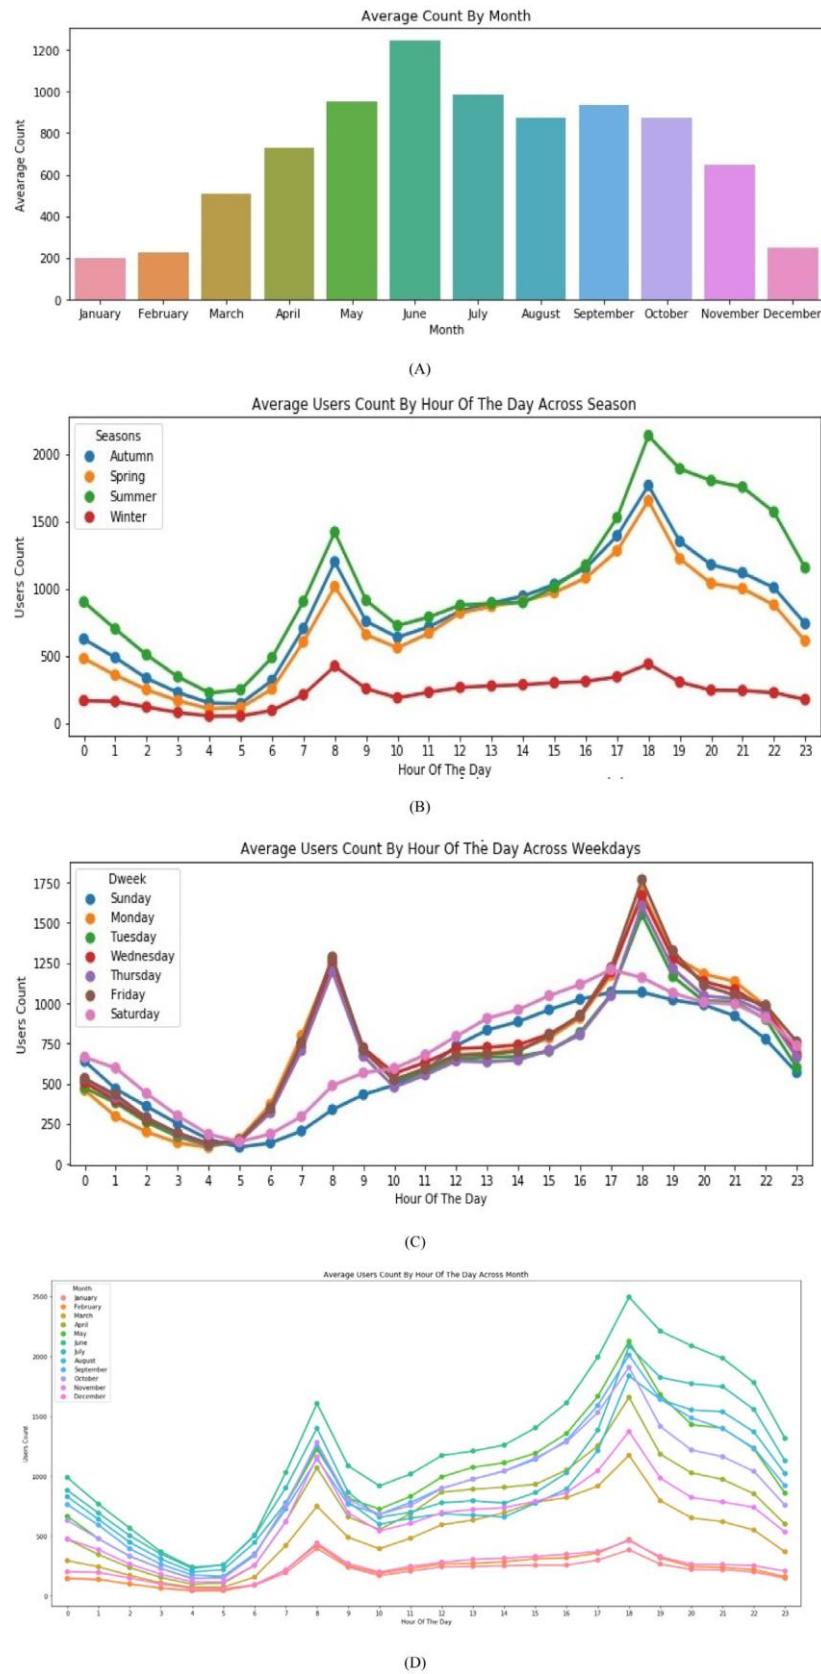 Average Count By Month
1200
1000
800
600
400
200
0
Avearage Count
January February March April May June July August September October November December
Month
(A)
Average Users Count By Hour Of The Day Across Season
Seasons
Autumn
Spring
Summer
Winter
2000
1500
1000
500
0
Users Count
0 1 2 3 4 5 6 7 8 9 10 11 12 13 14 15 16 17 18 19 20 21 22 23
Hour Of The Day
(B)
Average Users Count By Hour Of The Day Across Weekdays
Dweek
Sunday
Monday
Tuesday
Wednesday
Thursday
Friday
Saturday
1750
1500
1250
1000
750
500
250
0
Users Count
0 1 2 3 4 5 6 7 8 9 10 11 12 13 14 15 16 17 18 19 20 21 22 23
Hour Of The Day
(C)
Average Users Count By Hour Of The Day Across Month
Month
January
February
March
April
May
June
July
August
September
October
November
December
2500
2000
1500
1000
500
0
Users Count
0 1 2 3 4 5 6 7 8 9 10 11 12 13 14 15 16 17 18 19 20 21 22 23
Hour Of The Day
(D)